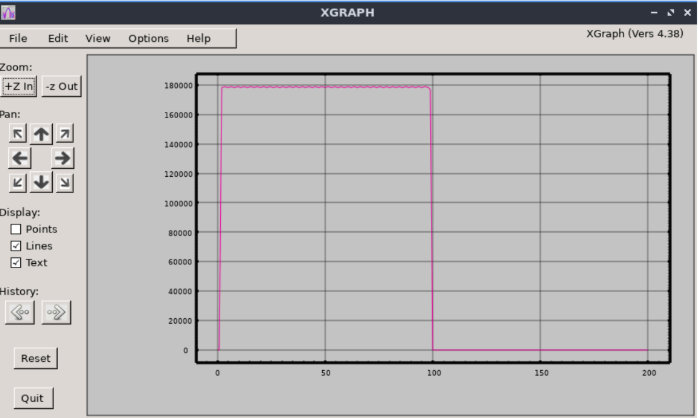 XGRAPH
File Edit View Options Help
XGraph (Vers 4.38)
Zoom:
+Z In -z Out
Pan:
Display:
Points
Lines
Text
History:
Reset
Quit
180000
160000
140000
120000
100000
80000
60000
40000
20000
0
0 50 100 150 200